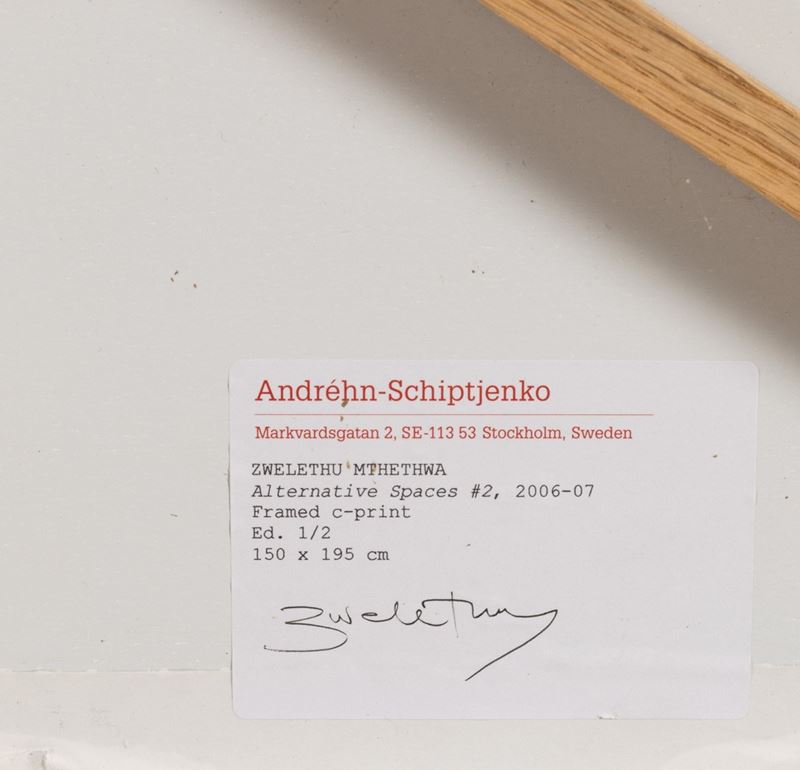 Andréhn-Schiptjenko
Markvardsgatan 2, SE-113 53 Stockholm, Sweden
ZWELETHU MTHETHWA
Alternative Spaces #2, 2006-07
Framed c-print
Ed. 1/2
150 x 195 cm
Zwelethu